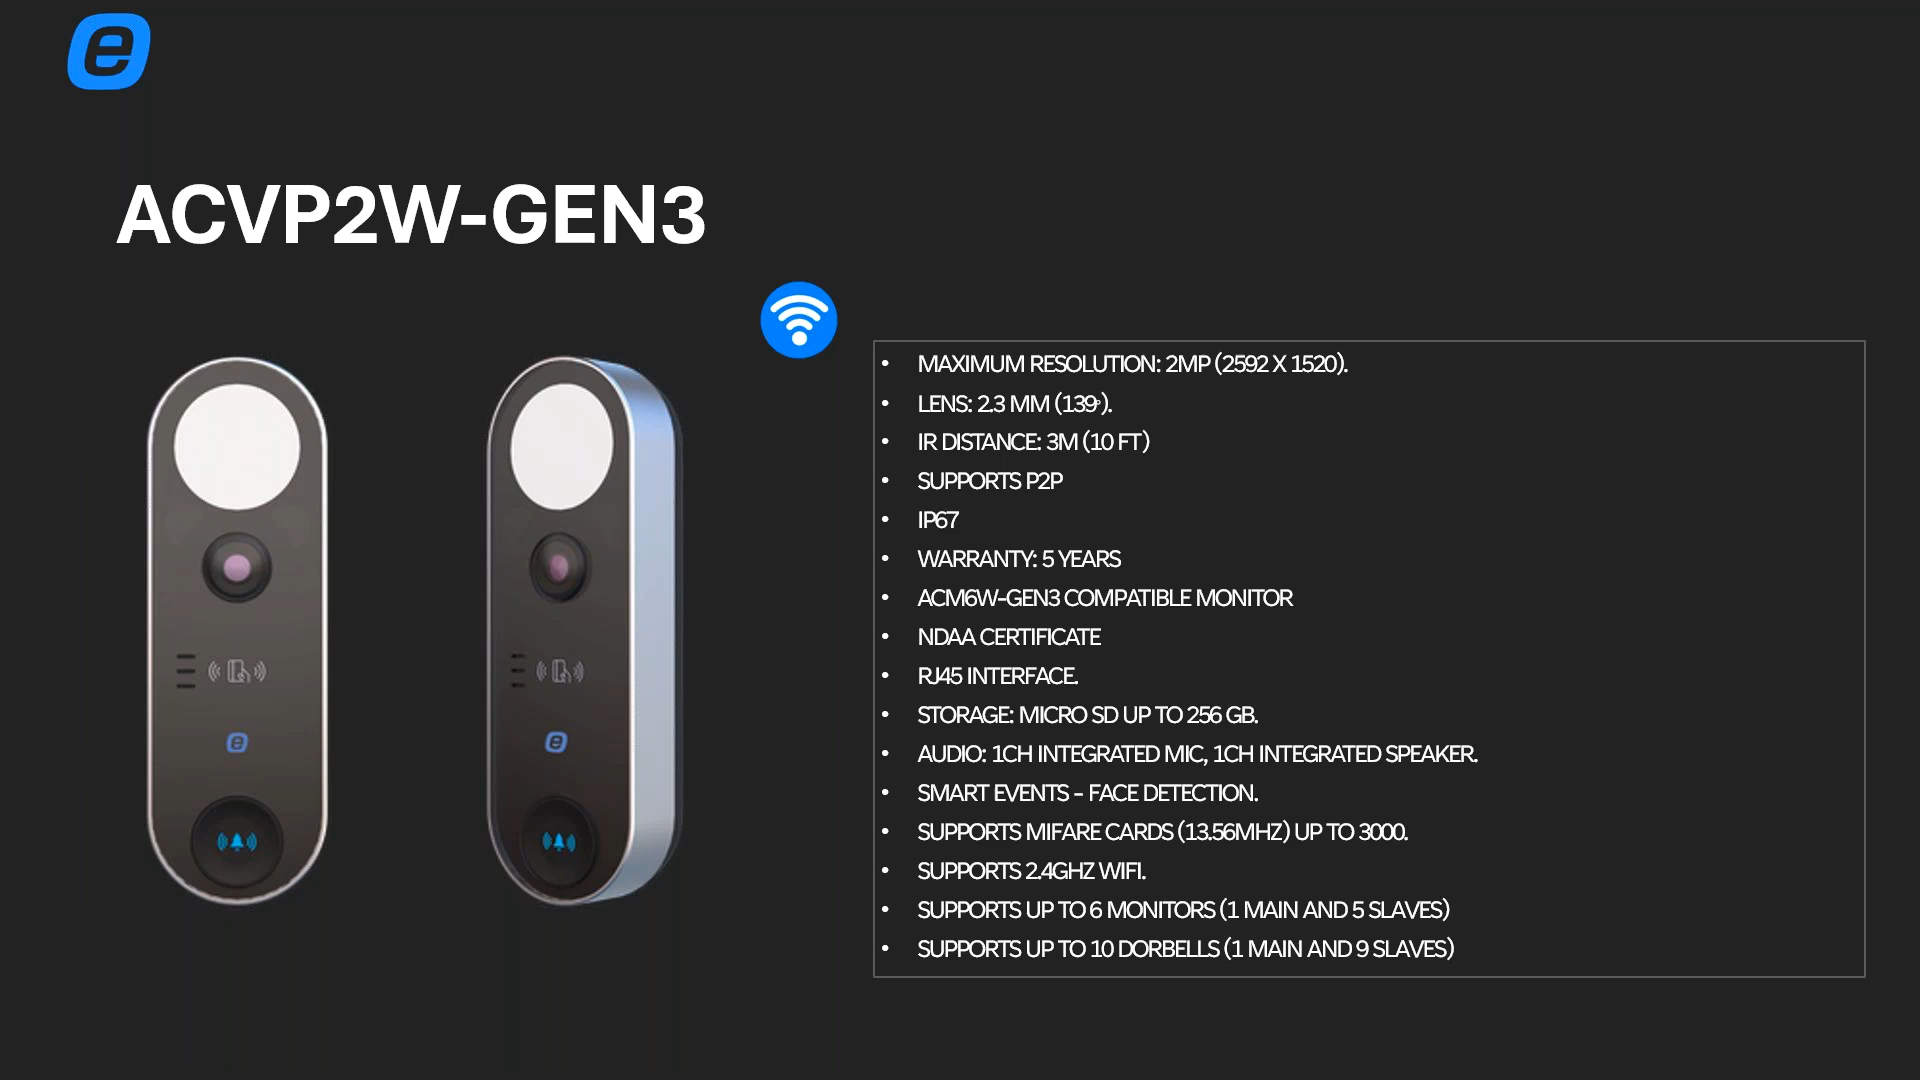 e
ACVP2W-GEN3
• MAXIMUM RESOLUTION: 2MP (2592 X 1520).
• LENS: 2.3 MM (139°).
• IR DISTANCE: 3M (10 FT)
• SUPPORTS P2P
• IP67
• WARRANTY: 5 YEARS
• ACM6W-GEN3 COMPATIBLE MONITOR
• NDAA CERTIFICATE
• RJ45 INTERFACE.
• STORAGE: MICRO SD UP TO 256 GB.
• AUDIO: 1CH INTEGRATED MIC, 1CH INTEGRATED SPEAKER.
• SMART EVENTS - FACE DETECTION.
• SUPPORTS MIFARE CARDS (13.56MHZ) UP TO 3000.
• SUPPORTS 2.4GHZ WIFI.
• SUPPORTS UP TO 6 MONITORS (1 MAIN AND 5 SLAVES)
• SUPPORTS UP TO 10 DORBELLS (1 MAIN AND 9 SLAVES)
e
e